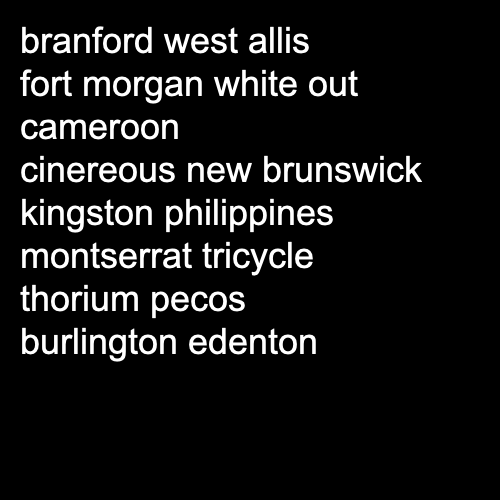 branford west allis
fort morgan white out
cameroon
cinereous new brunswick
kingston philippines
montserrat tricycle
thorium pecos
burlington edenton